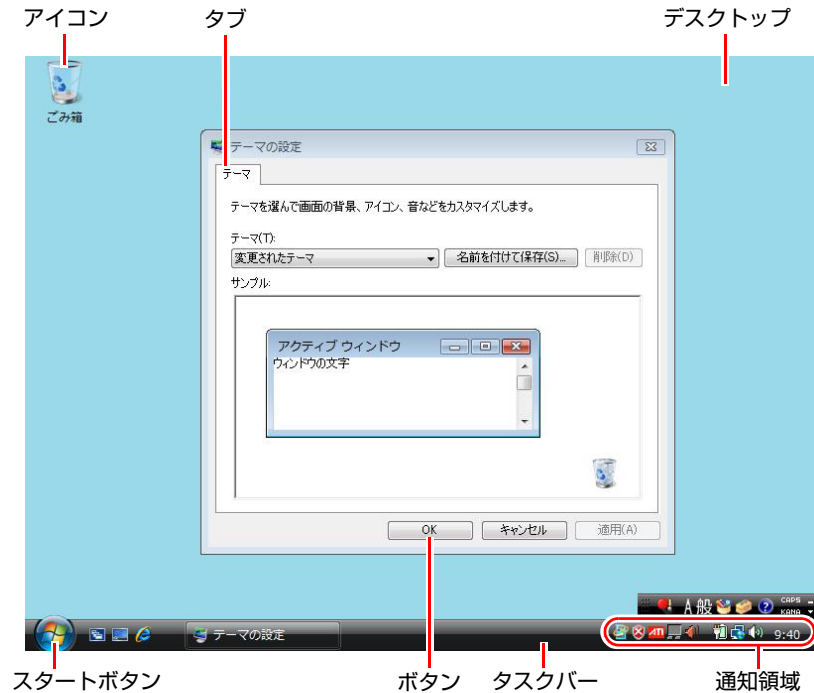 アイコン
タブ
デスクトップ
ごみ箱
テーマの設定
テーマ
テーマを選んで画面の背景、アイコン、音などをカスタマイズします。
テーマ(T):
変更されたテーマ
名前を付けて保存(S)...
削除(D)
サンプル:
アクティブ ウィンドウ
ウィンドウの文字
OK
キャンセル
適用(A)
A 般
CAPS
KANA
テーマの設定
ATI
9:40
スタートボタン
ボタン
タスクバー
通知領域